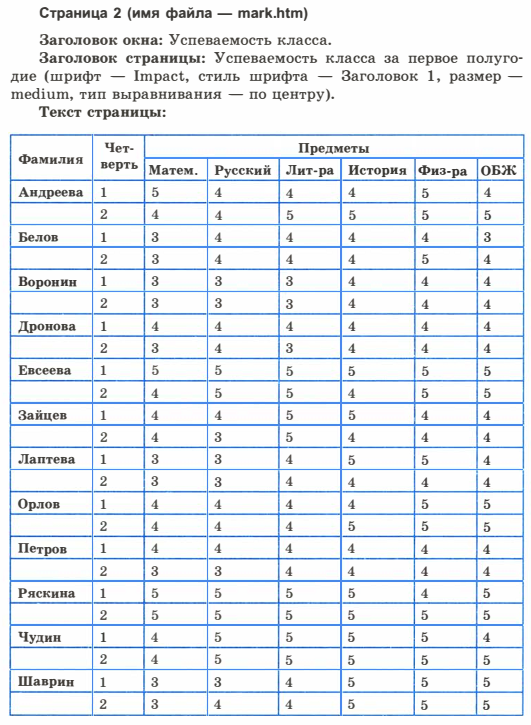 Страница 2 (имя файла — mark.htm)
Заголовок окна: Успеваемость класса.
Заголовок страницы: Успеваемость класса за первое полуго-
дие (шрифт — Impact, стиль шрифта — Заголовок 1, размер —
medium, тип выравнивания — по центру).
Текст страницы:
Фамилия Чет- Предметы
верть Матем. Русский Лит-ра История Физ-ра ОБЖ
Андреева 1 5 4 4 4 5 4
2 4 4 5 5 5 5
Белов 1 3 4 4 4 4 3
2 3 4 4 4 5 4
Воронин 1 3 3 3 4 4 4
2 3 3 3 4 4 4
Дронова 1 4 4 4 4 4 4
2 3 4 3 4 4 4
Евсеева 1 5 5 5 5 5 5
2 4 5 5 4 5 5
Зайцев 1 4 4 5 5 4 4
2 4 3 5 4 4 4
Лаптева 1 3 3 4 5 5 4
2 3 3 4 4 4 4
Орлов 1 4 4 4 4 5 5
2 4 4 4 5 5 5
Петров 1 4 4 4 4 4 4
2 3 3 4 4 4 4
Ряскина 1 5 5 5 5 4 5
2 5 5 5 5 5 5
Чудин 1 4 5 5 5 5 4
2 4 5 5 5 5 5
Шаврин 1 3 3 4 5 5 5
2 3 4 4 5 5 5